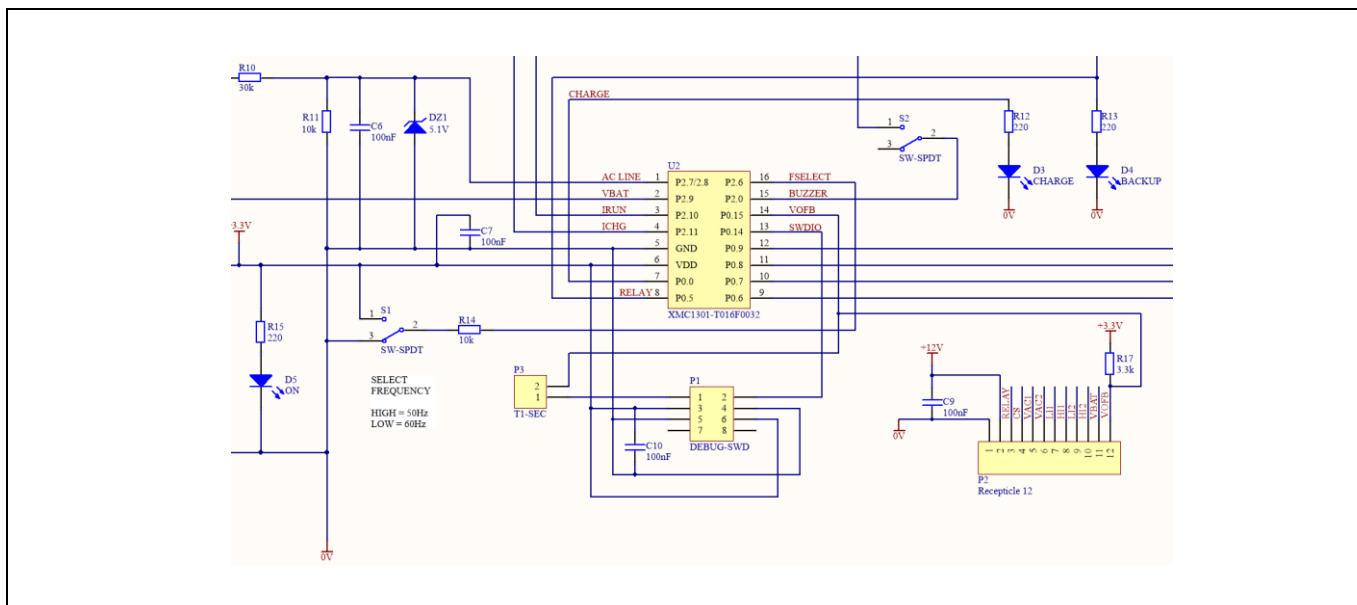 R10
30k
R11
10k
C6
100nF
DZ1
5.1V
CHARGE
S2
1
2
3
SW-SPDT
R12
220
R13
220
D3
CHARGE
D4
BACKUP
0V
0V
U2
AC LINE 1 P2.7/2.8 P2.6 16 FSELECT
VBAT 2 P2.9 P2.0 15 BUZZER
IRUN 3 P2.10 P0.15 14 VOFB
ICHG 4 P2.11 P0.14 13 SWDIO
5 GND P0.9 12
6 VDD P0.8 11
7 P0.0 P0.7 10
RELAY 8 P0.5 P0.6 9
XMC1301-T016F0032
+3.3V
C7
100nF
R15
220
D5
ON
S1
1
2
3
SW-SPDT
R14
10k
SELECT
FREQUENCY
HIGH = 50Hz
LOW = 60Hz
P3
2
1
T1-SEC
P1
1 2
3 4
5 6
7 8
DEBUG-SWD
C10
100nF
0V
+12V
C9
100nF
0V
+3.3V
R17
3.3k
RELAY
CS
VAC1
VAC2
LI1
HI1
LI2
HI2
VBAT
VOFB
1 2 3 4 5 6 7 8 9 10 11 12
P2
Recepticle 12